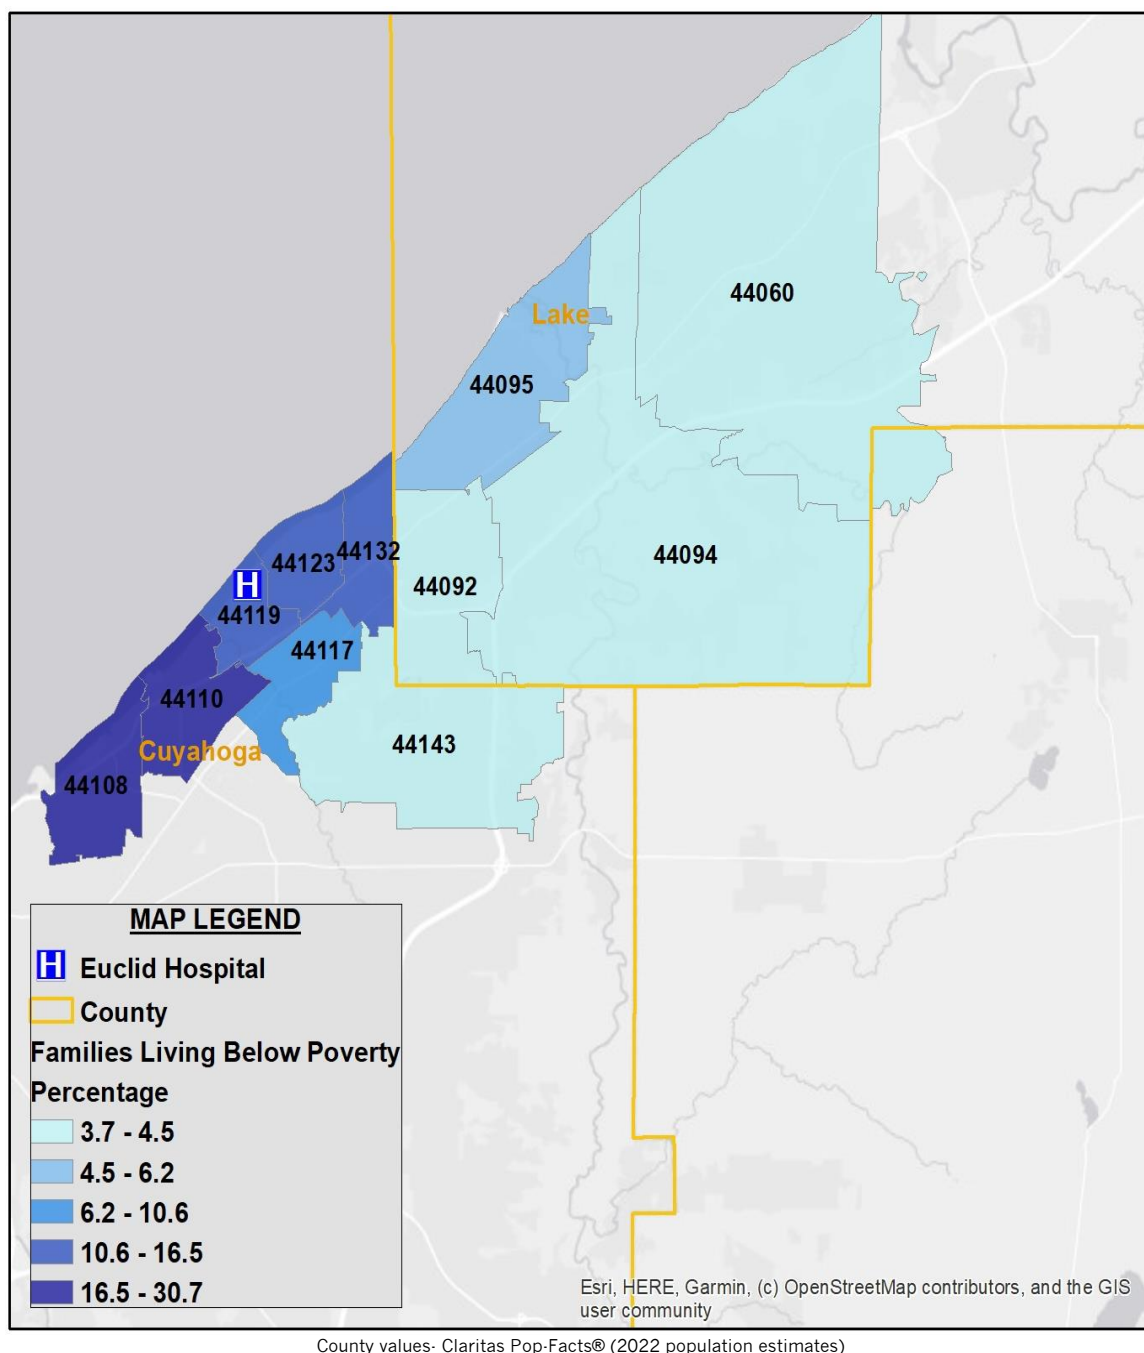 44060
Lake
44095
44132
44123
44094
44092
H
44119
44117
44110
44143
Cuyahoga
44108
MAP LEGEND
H Euclid Hospital
County
Families Living Below Poverty
Percentage
3.7 - 4.5
4.5 - 6.2
6.2 - 10.6
10.6 - 16.5
16.5 - 30.7
Esri, HERE, Garmin, (c) OpenStreetMap contributors, and the GIS
user community
County values- Claritas Pop-Facts® (2022 population estimates)